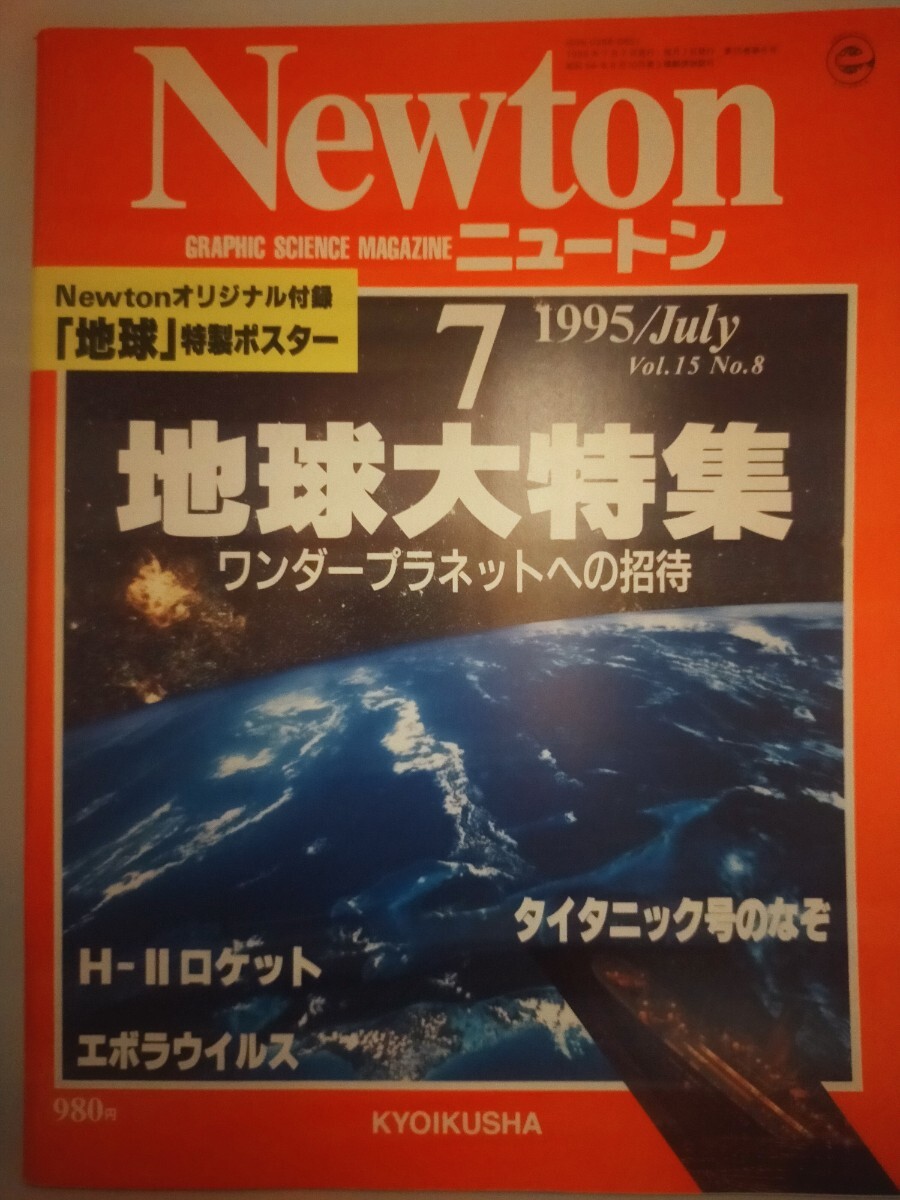 Newton
GRAPHIC SCIENCE MAGAZINE ニュートン
Newtonオリジナル付録
「地球」特製ポスター
7 1995/July
Vol.15 No.8
地球大特集
ワンダープラネットへの招待
タイタニック号のなぞ
H-IIロケット
エボラウイルス
980円
KYOIKUSHA